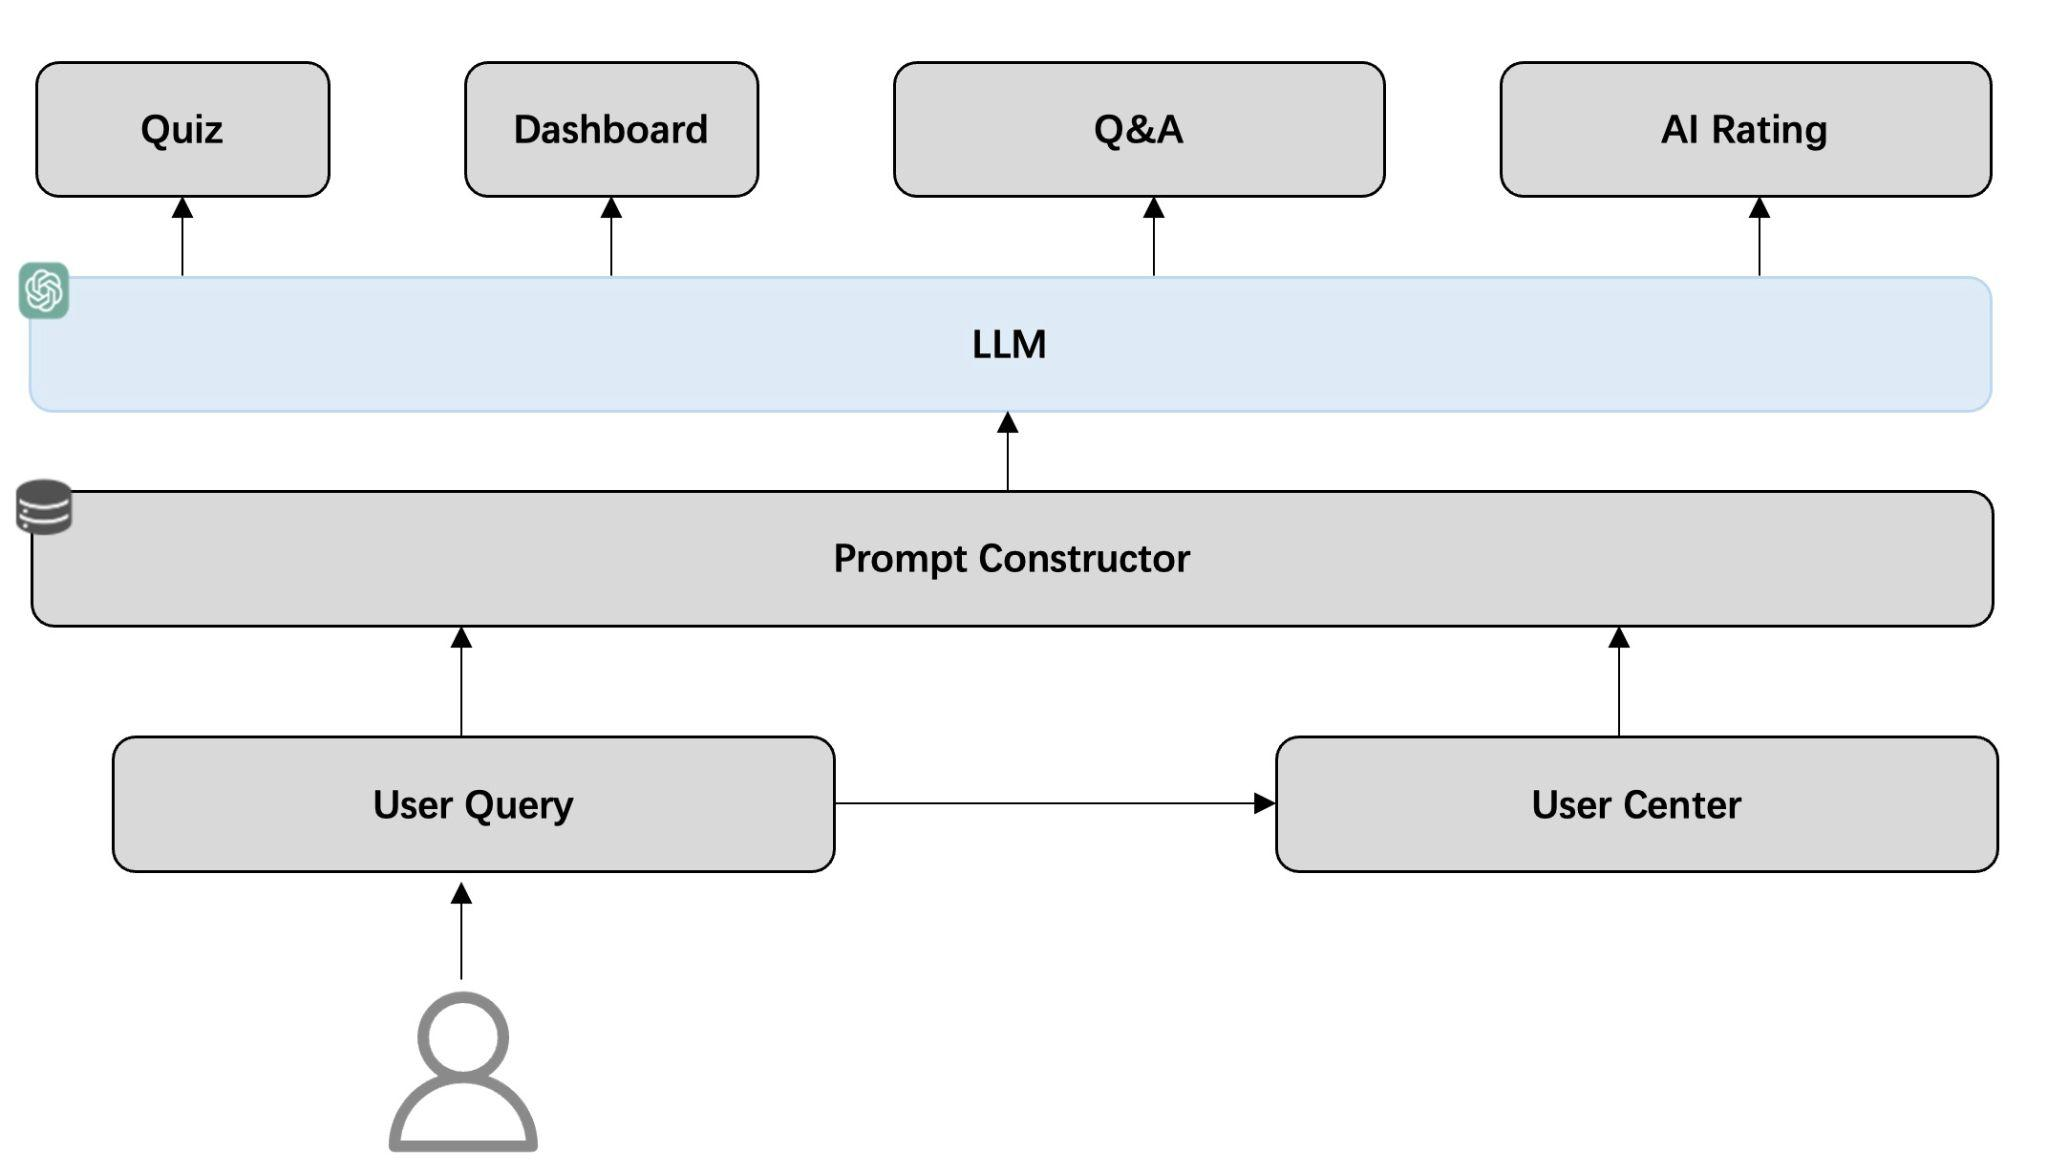 Quiz
Dashboard
Q&A
AI Rating
LLM
Prompt Constructor
User Query
User Center